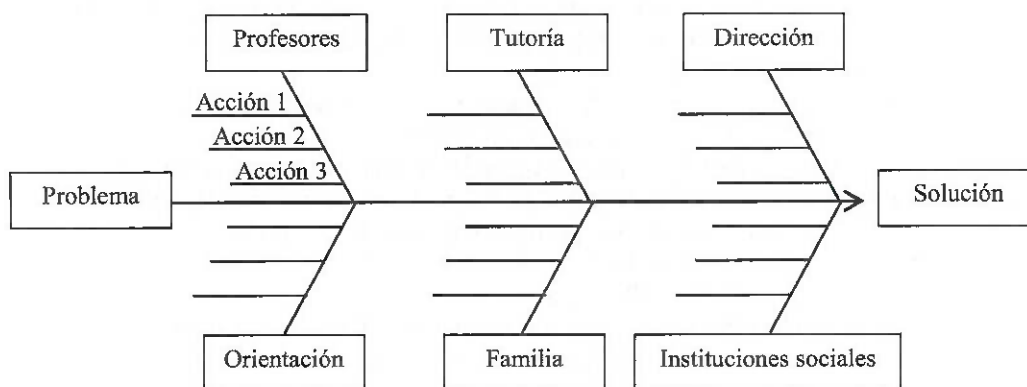 Profesores
Tutoría
Dirección
Acción 1
Acción 2
Acción 3
Problema
Solución
Orientación
Familia
Instituciones sociales